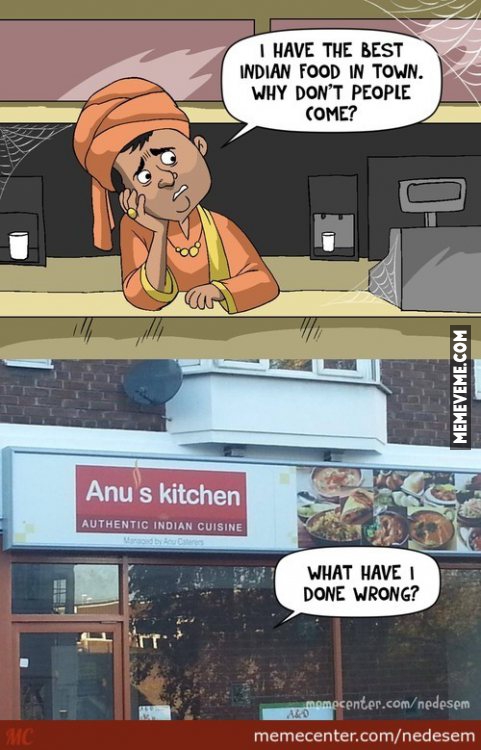 I HAVE THE BEST
INDIAN FOOD IN TOWN.
WHY DON'T PEOPLE
COME?
MEMEVEME.COM
Anu's kitchen
AUTHENTIC INDIAN CUISINE
Managed by Anu Caterers
WHAT HAVE I
DONE WRONG?
A&D
memecenter.com/nedesem
MC
memecenter.com/nedesem